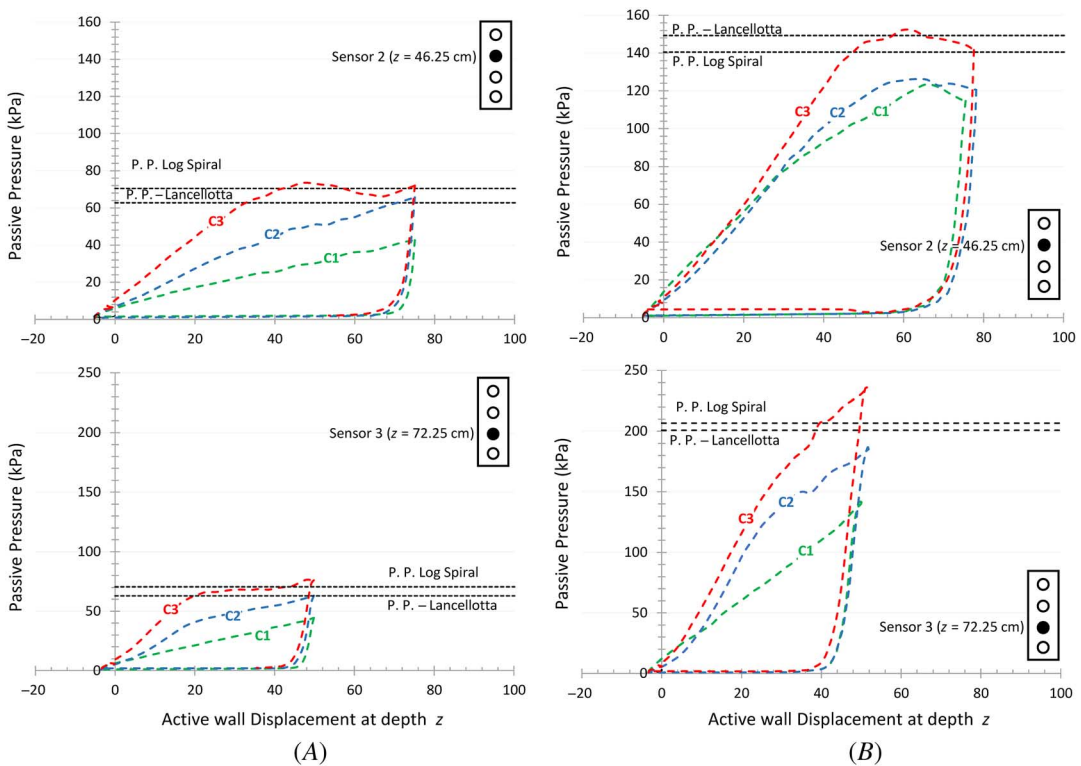 160
140
120
100
80
60
40
20
0
Passive Pressure (kPa)
Sensor 2 (z = 46.25 cm)
P. P. Log Spiral
P. P. – Lancellotta
C3
C2
C1
–20 0 20 40 60 80 100
160
140
120
100
80
60
40
20
0
Passive Pressure (kPa)
P. P. – Lancellotta
P. P. Log Spiral
C3
C2
C1
Sensor 2 (z = 46.25 cm)
–20 0 20 40 60 80 100
250
200
150
100
50
0
Passive Pressure (kPa)
Sensor 3 (z = 72.25 cm)
P. P. Log Spiral
P. P. – Lancellotta
C3
C2
C1
–20 0 20 40 60 80 100
Active wall Displacement at depth z
(A)
250
200
150
100
50
0
Passive Pressure (kPa)
P. P. Log Spiral
P. P. – Lancellotta
C3
C2
C1
Sensor 3 (z = 72.25 cm)
–20 0 20 40 60 80 100
Active wall Displacement at depth z
(B)